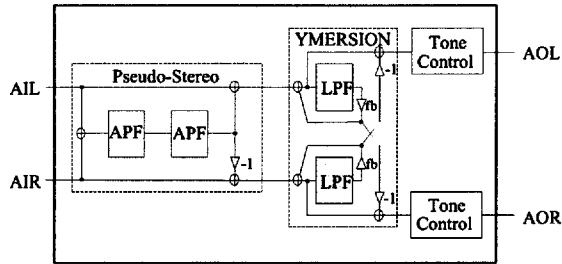 YMERSION
Tone
Control
AOL
Pseudo-Stereo
-1
AIL
LPF
fb
APF
APF
-1
AIR
fb
LPF
-1
Tone
Control
AOR